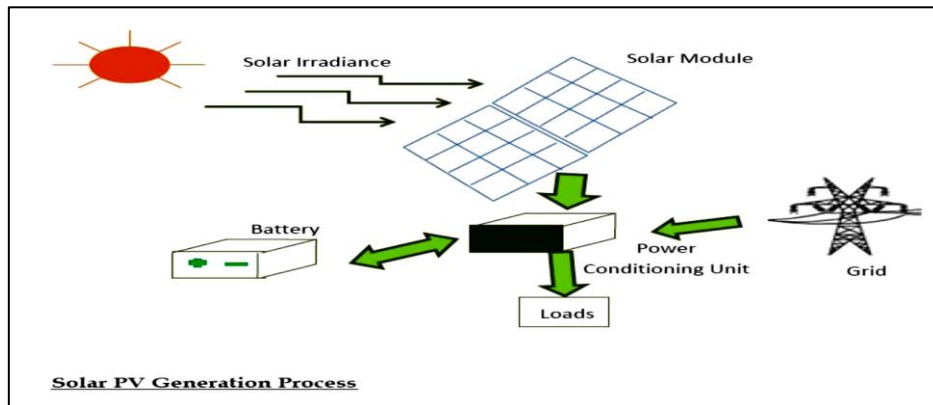 Solar Irradiance
Solar Module
Battery
Power
Conditioning Unit
Grid
Loads
Solar PV Generation Process